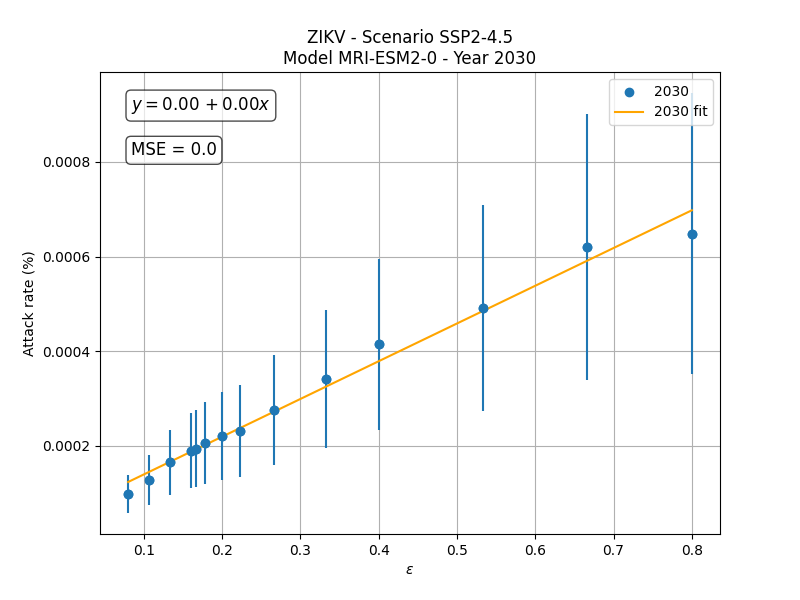 ZIKV - Scenario SSP2-4.5
Model MRI-ESM2-0 - Year 2030
y = 0.00 + 0.00x
MSE = 0.0
2030
2030 fit
Attack rate (%)
0.0008
0.0006
0.0004
0.0002
0.1 0.2 0.3 0.4 0.5 0.6 0.7 0.8
ε